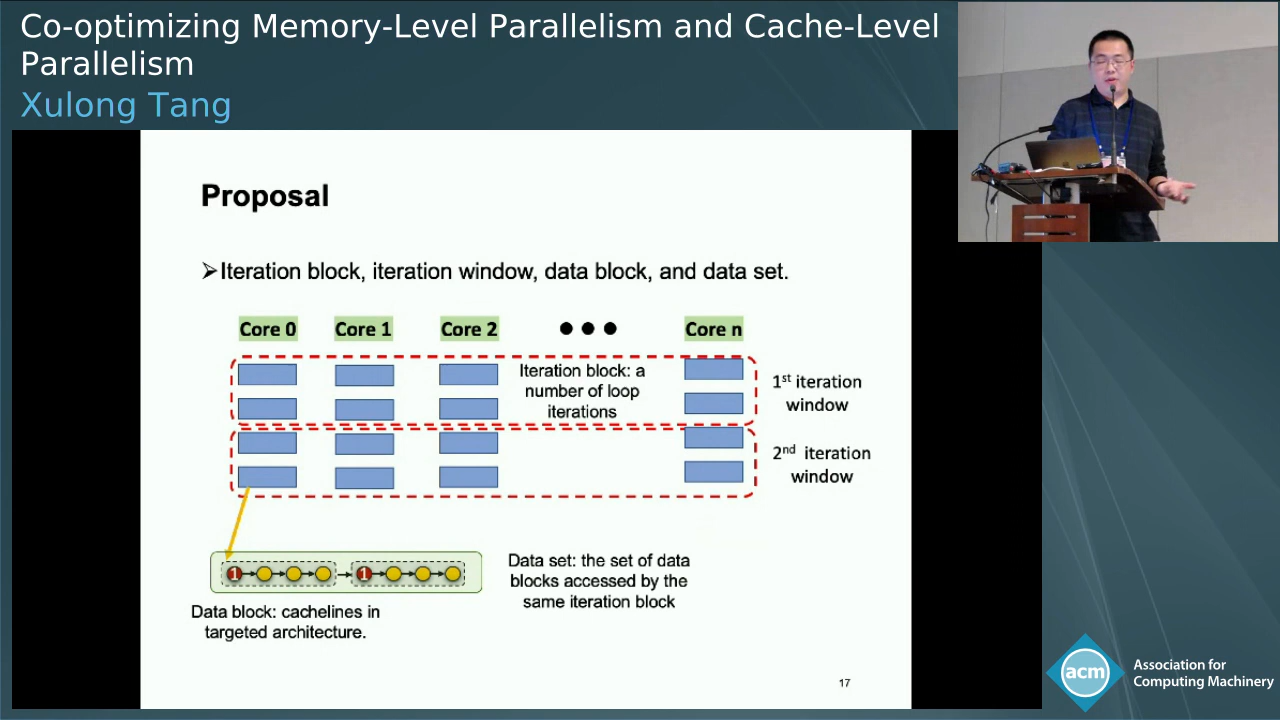 Co-optimizing Memory-Level Parallelism and Cache-Level
Parallelism
Xulong Tang
Proposal
➢Iteration block, iteration window, data block, and data set.
Core 0 Core 1 Core 2 ● ● ● Core n
Iteration block: a
number of loop
iterations
1st iteration
window
2nd iteration
window
1 1
Data set: the set of data
blocks accessed by the
same iteration block
Data block: cachelines in
targeted architecture.
17
acm
Association for
Computing Machinery